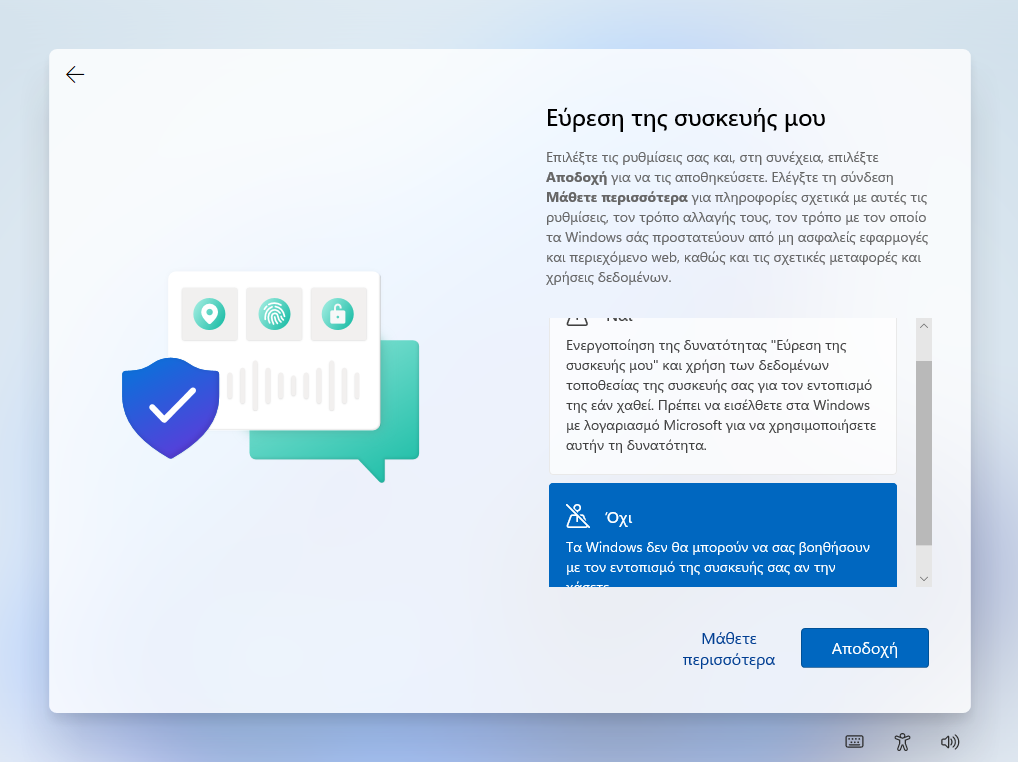 Εύρεση της συσκευής μου
Επιλέξτε τις ρυθμίσεις σας και, στη συνέχεια, επιλέξτε
Αποδοχή για να τις αποθηκεύσετε. Ελέγξτε τη σύνδεση
Μάθετε περισσότερα για πληροφορίες σχετικά με αυτές τις
ρυθμίσεις, τον τρόπο αλλαγής τους, τον τρόπο με τον οποίο
τα Windows σάς προστατεύουν από μη ασφαλείς εφαρμογές
και περιεχόμενο web, καθώς και τις σχετικές μεταφορές και
χρήσεις δεδομένων.
Ναι
Ενεργοποίηση της δυνατότητας "Εύρεση της
συσκευής μου" και χρήση των δεδομένων
τοποθεσίας της συσκευής σας για τον εντοπισμό
της εάν χαθεί. Πρέπει να εισέλθετε στα Windows
με λογαριασμό Microsoft για να χρησιμοποιήσετε
αυτήν τη δυνατότητα.
Όχι
Τα Windows δεν θα μπορούν να σας βοηθήσουν
με τον εντοπισμό της συσκευής σας αν την
χάσετε
Μάθετε
περισσότερα
Αποδοχή